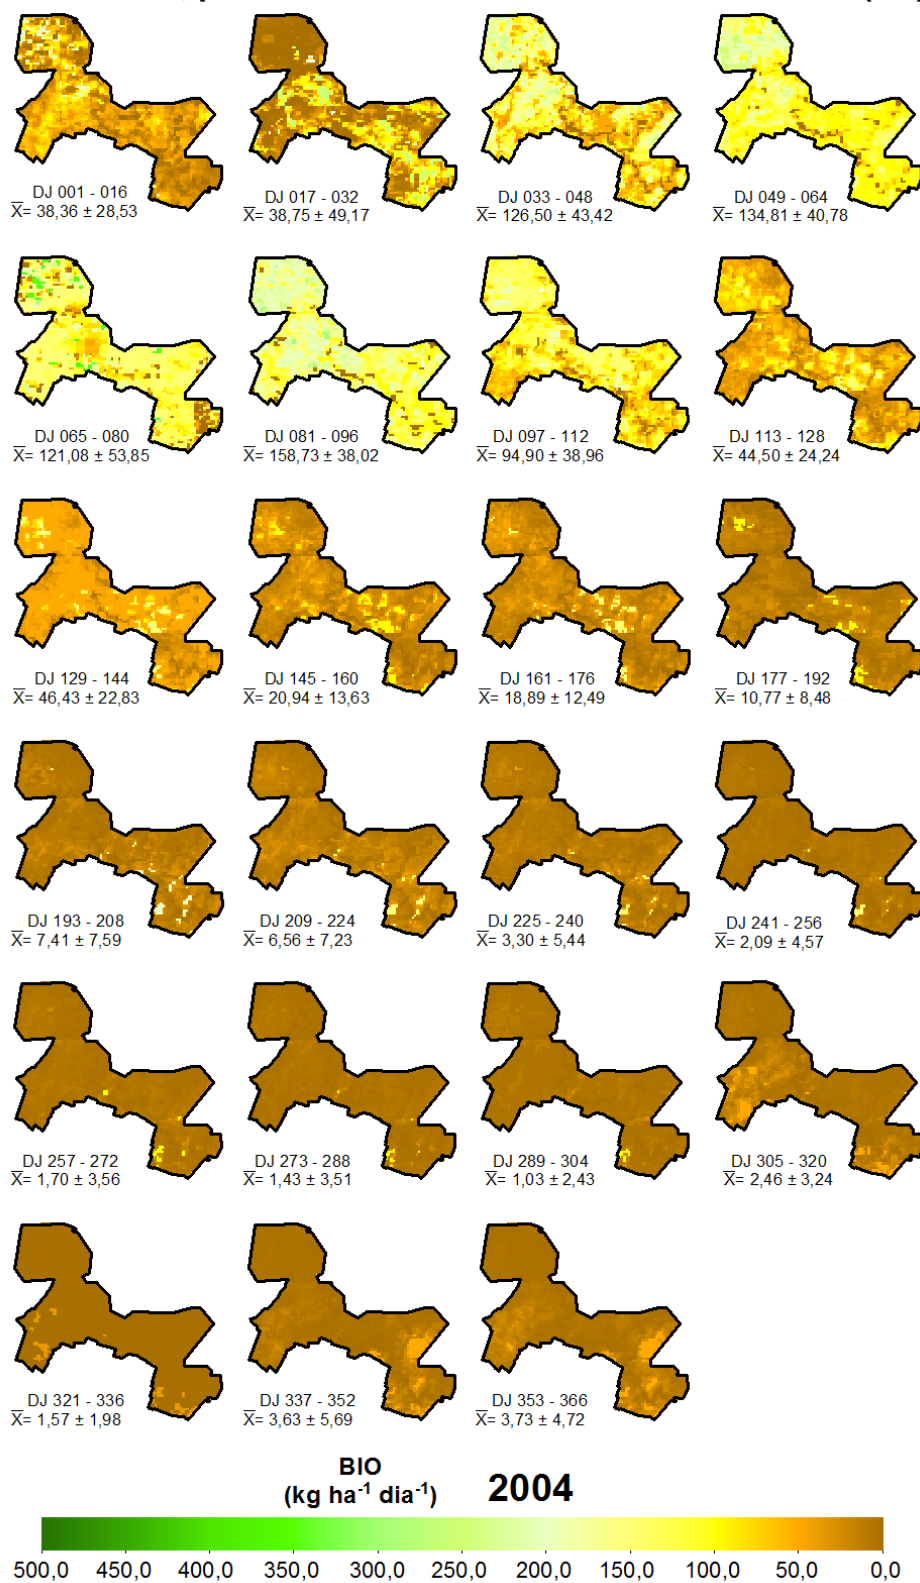 DJ 001 - 016
X̅= 38,36 ± 28,53
DJ 017 - 032
X̅= 38,75 ± 49,17
DJ 033 - 048
X̅= 126,50 ± 43,42
DJ 049 - 064
X̅= 134,81 ± 40,78
DJ 065 - 080
X̅= 121,08 ± 53,85
DJ 081 - 096
X̅= 158,73 ± 38,02
DJ 097 - 112
X̅= 94,90 ± 38,96
DJ 113 - 128
X̅= 44,50 ± 24,24
DJ 129 - 144
X̅= 46,43 ± 22,83
DJ 145 - 160
X̅= 20,94 ± 13,63
DJ 161 - 176
X̅= 18,89 ± 12,49
DJ 177 - 192
X̅= 10,77 ± 8,48
DJ 193 - 208
X̅= 7,41 ± 7,59
DJ 209 - 224
X̅= 6,56 ± 7,23
DJ 225 - 240
X̅= 3,30 ± 5,44
DJ 241 - 256
X̅= 2,09 ± 4,57
DJ 257 - 272
X̅= 1,70 ± 3,56
DJ 273 - 288
X̅= 1,43 ± 3,51
DJ 289 - 304
X̅= 1,03 ± 2,43
DJ 305 - 320
X̅= 2,46 ± 3,24
DJ 321 - 336
X̅= 1,57 ± 1,98
DJ 337 - 352
X̅= 3,63 ± 5,69
DJ 353 - 366
X̅= 3,73 ± 4,72
BIO
(kg ha⁻¹ dia⁻¹) 2004
500,0 450,0 400,0 350,0 300,0 250,0 200,0 150,0 100,0 50,0 0,0